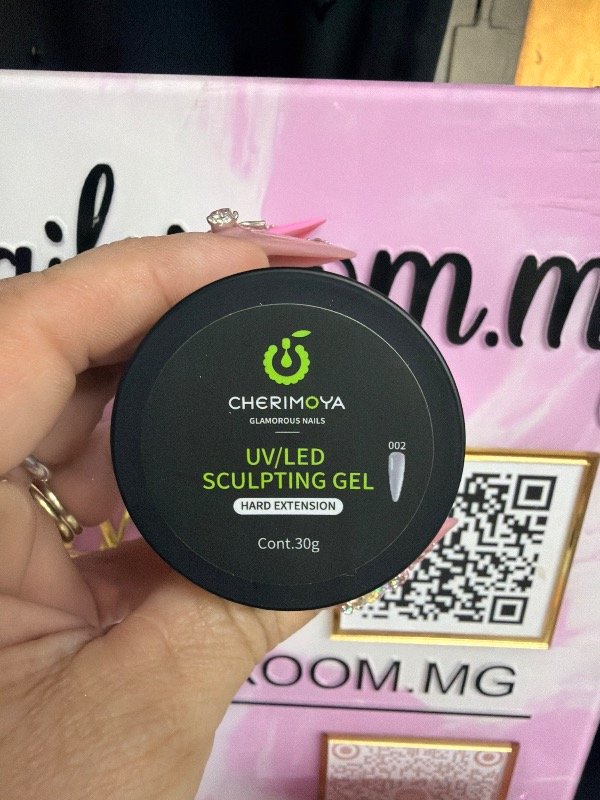 CHERIMOYA
GLAMOROUS NAILS
UV/LED
SCULPTING GEL
002
HARD EXTENSION
Cont.30g
ROOM.MG